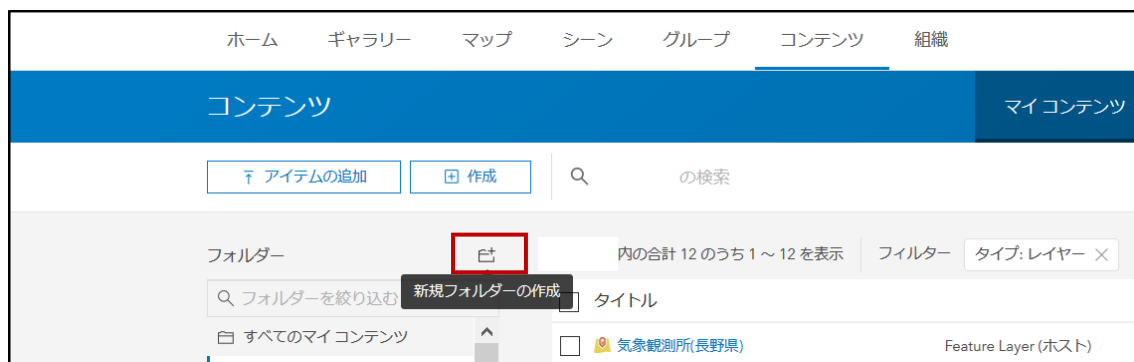 ホーム ギャラリー マップ シーン グループ コンテンツ 組織
コンテンツ マイ コンテンツ
アイテムの追加 作成 の検索
フォルダー 内の合計 12 のうち 1 ～ 12 を表示 フィルター タイプ: レイヤー
フォルダーを絞り込む 新規フォルダーの作成 タイトル
すべてのマイ コンテンツ 気象観測所(長野県) Feature Layer (ホスト)